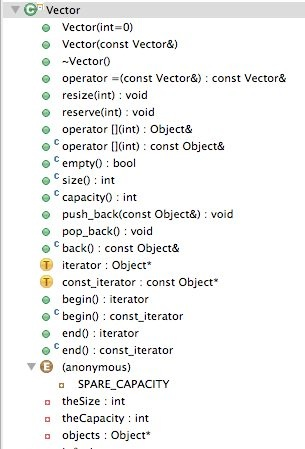 Vector
Vector(int=0)
Vector(const Vector&)
~Vector()
operator =(const Vector&) : const Vector&
resize(int) : void
reserve(int) : void
operator [](int) : Object&
C operator [](int) : const Object&
C empty() : bool
C size() : int
C capacity() : int
push_back(const Object&) : void
pop_back() : void
C back() : const Object&
T iterator : Object*
T const_iterator : const Object*
begin() : iterator
C begin() : const_iterator
end() : iterator
C end() : const_iterator
E (anonymous)
SPARE_CAPACITY
theSize : int
theCapacity : int
objects : Object*